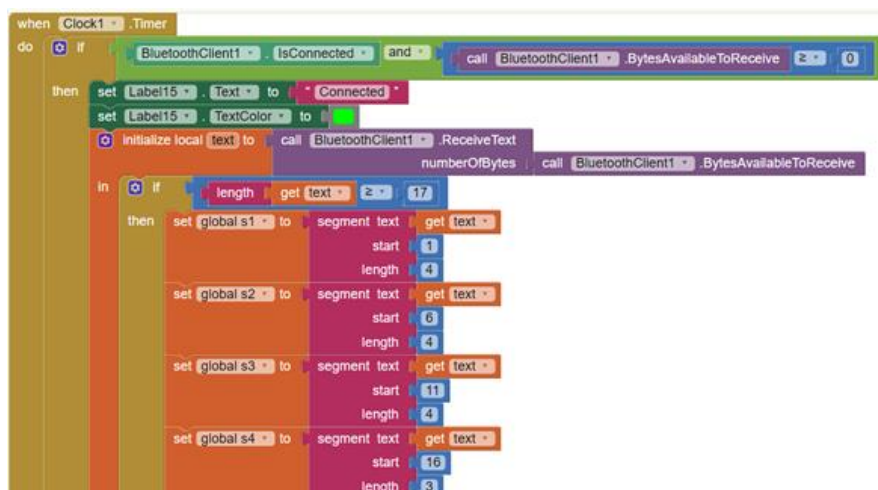 when Clock1 .Timer
do if BluetoothClient1 . IsConnected and call BluetoothClient1 .BytesAvailableToReceive ≥ 0
then set Label15 . Text to " Connected "
set Label15 . TextColor to
initialize local text to call BluetoothClient1 .ReceiveText
numberOfBytes call BluetoothClient1 .BytesAvailableToReceive
in if length get text ≥ 17
then set global s1 to segment text get text
start 1
length 4
set global s2 to segment text get text
start 6
length 4
set global s3 to segment text get text
start 11
length 4
set global s4 to segment text get text
start 16
length 3